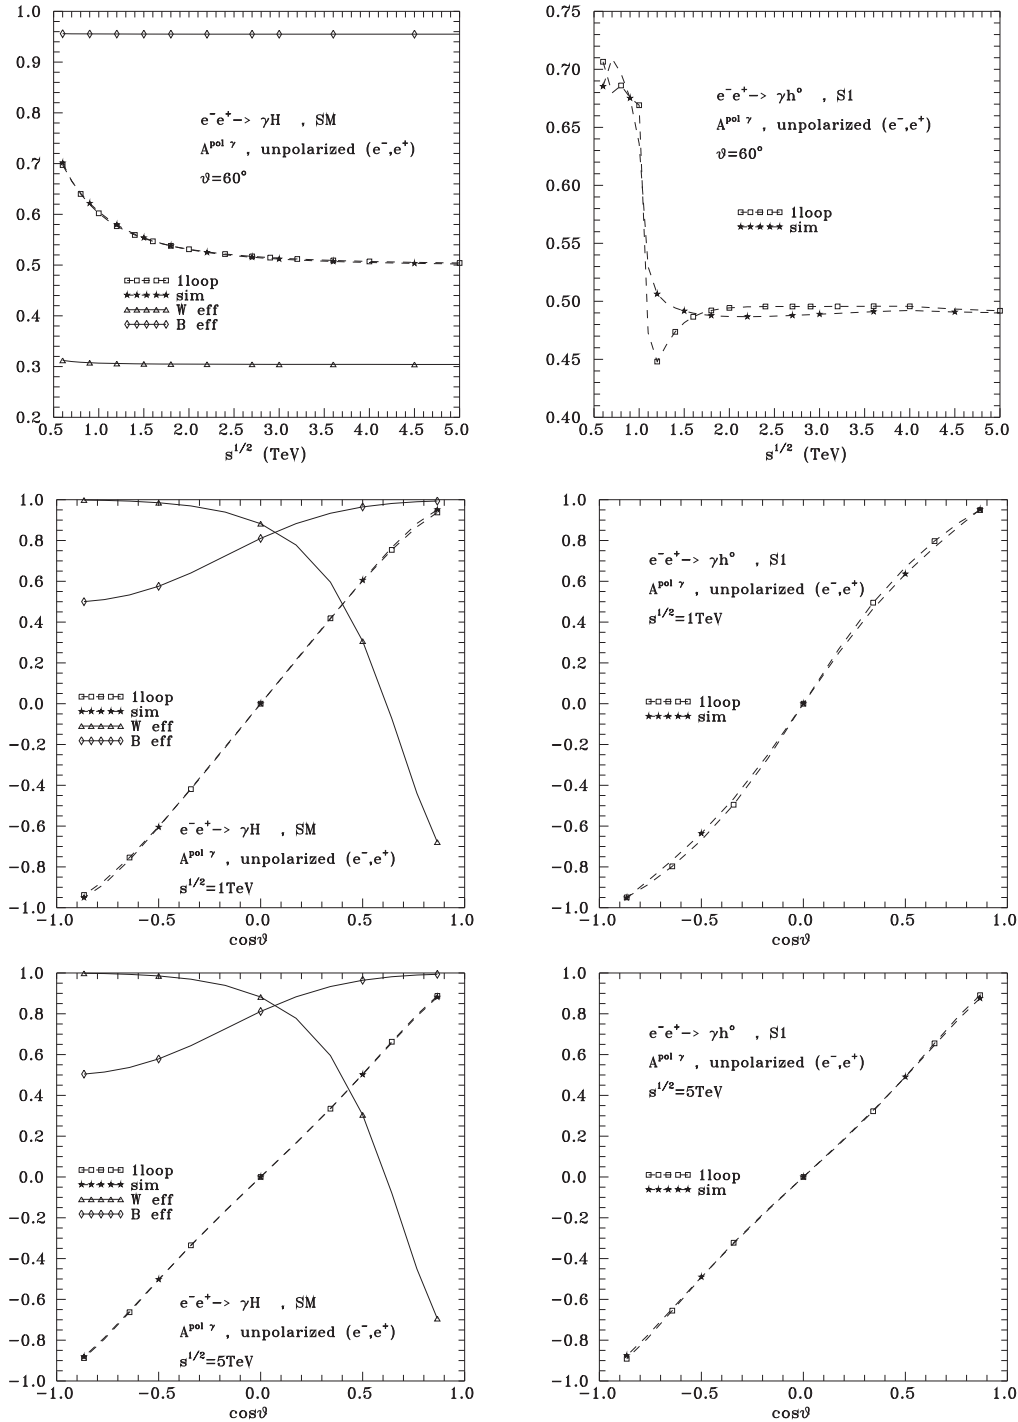 1.0
0.9
0.8
0.7
0.6
0.5
0.4
0.3
0.2
e⁻e⁺−> γH , SM
A^pol γ , unpolarized (e⁻,e⁺)
ϑ=60°
1loop
sim
W eff
B eff
0.5 1.0 1.5 2.0 2.5 3.0 3.5 4.0 4.5 5.0
s^1/2 (TeV)
0.75
0.70
0.65
0.60
0.55
0.50
0.45
0.40
e⁻e⁺−> γh° , S1
A^pol γ , unpolarized (e⁻,e⁺)
ϑ=60°
1loop
sim
0.5 1.0 1.5 2.0 2.5 3.0 3.5 4.0 4.5 5.0
s^1/2 (TeV)
1.0
0.8
0.6
0.4
0.2
0.0
−0.2
−0.4
−0.6
−0.8
−1.0
1loop
sim
W eff
B eff
e⁻e⁺−> γH , SM
A^pol γ , unpolarized (e⁻,e⁺)
s^1/2=1TeV
−1.0 −0.5 0.0 0.5 1.0
cosϑ
1.0
0.8
0.6
0.4
0.2
0.0
−0.2
−0.4
−0.6
−0.8
−1.0
e⁻e⁺−> γh° , S1
A^pol γ , unpolarized (e⁻,e⁺)
s^1/2=1TeV
1loop
sim
−1.0 −0.5 0.0 0.5 1.0
cosϑ
1.0
0.8
0.6
0.4
0.2
0.0
−0.2
−0.4
−0.6
−0.8
−1.0
1loop
sim
W eff
B eff
e⁻e⁺−> γH , SM
A^pol γ , unpolarized (e⁻,e⁺)
s^1/2=5TeV
−1.0 −0.5 0.0 0.5 1.0
cosϑ
1.0
0.8
0.6
0.4
0.2
0.0
−0.2
−0.4
−0.6
−0.8
−1.0
e⁻e⁺−> γh° , S1
A^pol γ , unpolarized (e⁻,e⁺)
s^1/2=5TeV
1loop
sim
−1.0 −0.5 0.0 0.5 1.0
cosϑ